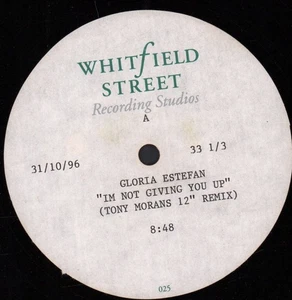 WHITfIELD
STREET
Recording Studios
A
31/10/96
33 1/3
GLORIA ESTEFAN
"IM NOT GIVING YOU UP"
(TONY MORANS 12" REMIX)
8:48
025